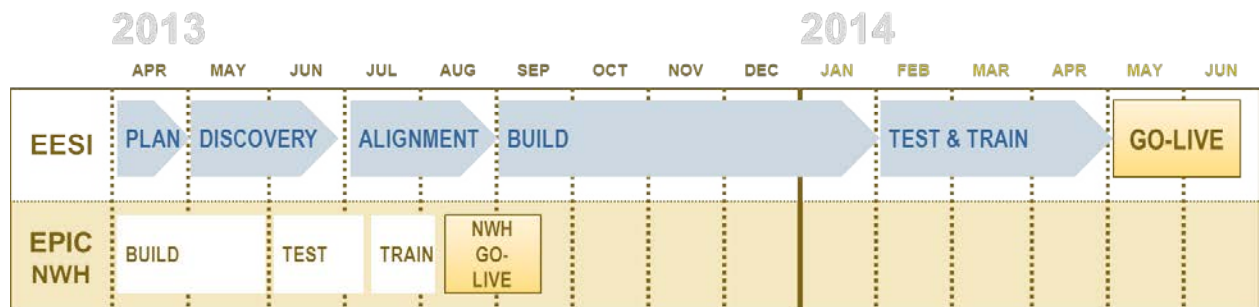 2013 2014
APR MAY JUN JUL AUG SEP OCT NOV DEC JAN FEB MAR APR MAY JUN
EESI PLAN DISCOVERY ALIGNMENT BUILD TEST & TRAIN GO-LIVE
EPIC
NWH
BUILD TEST TRAIN
NWH
GO-
LIVE